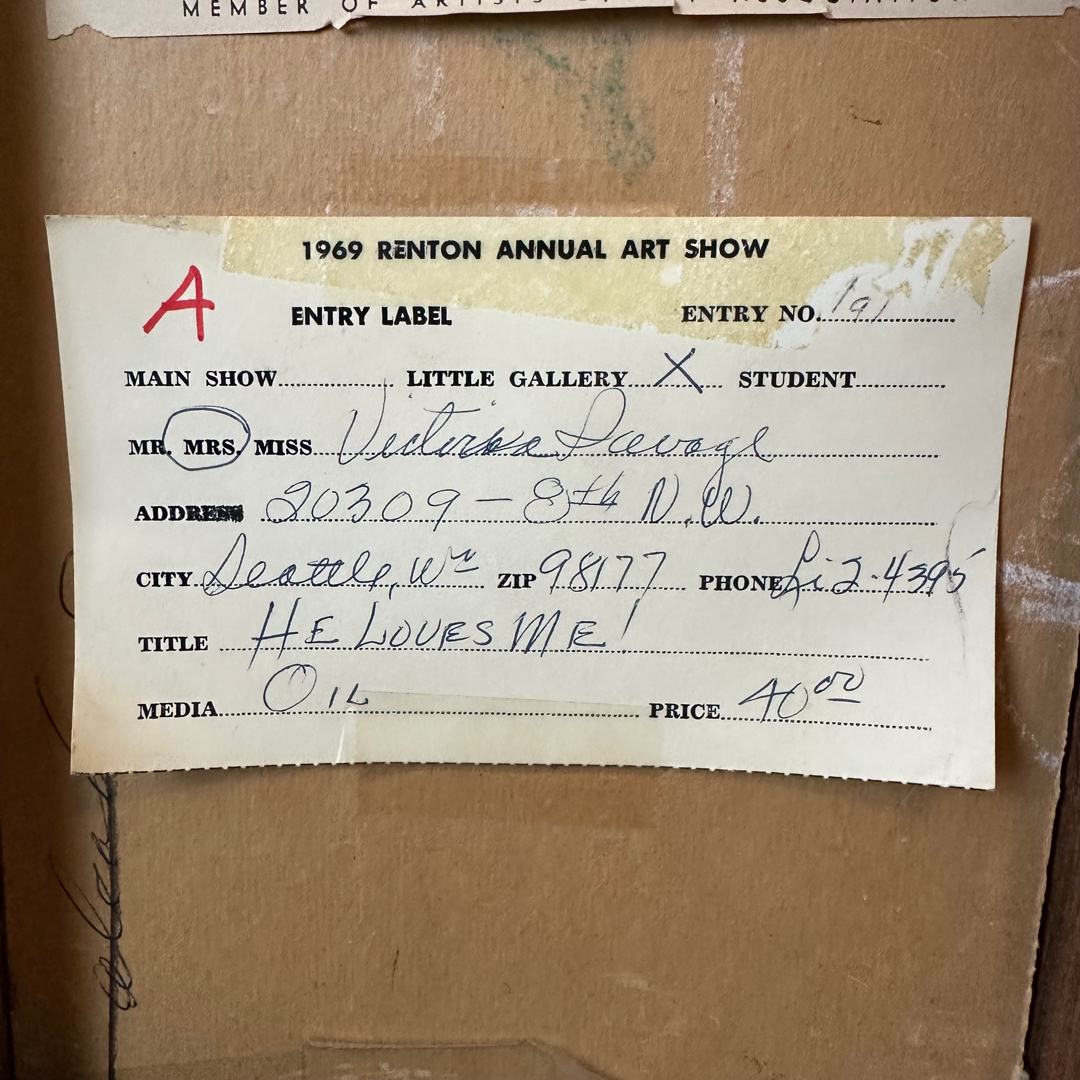 MEMBER OF ARTISTS ASSOCIATION
1969 RENTON ANNUAL ART SHOW
A
ENTRY LABEL ENTRY NO. 191
MAIN SHOW LITTLE GALLERY X STUDENT
MR. MRS. MISS Victoria Savage
ADDRESS 20309 - 8th N.W.
CITY Seattle, Wn ZIP 98177 PHONE Li 2-4395
TITLE HE LOVES ME!
MEDIA OIL PRICE 40 00